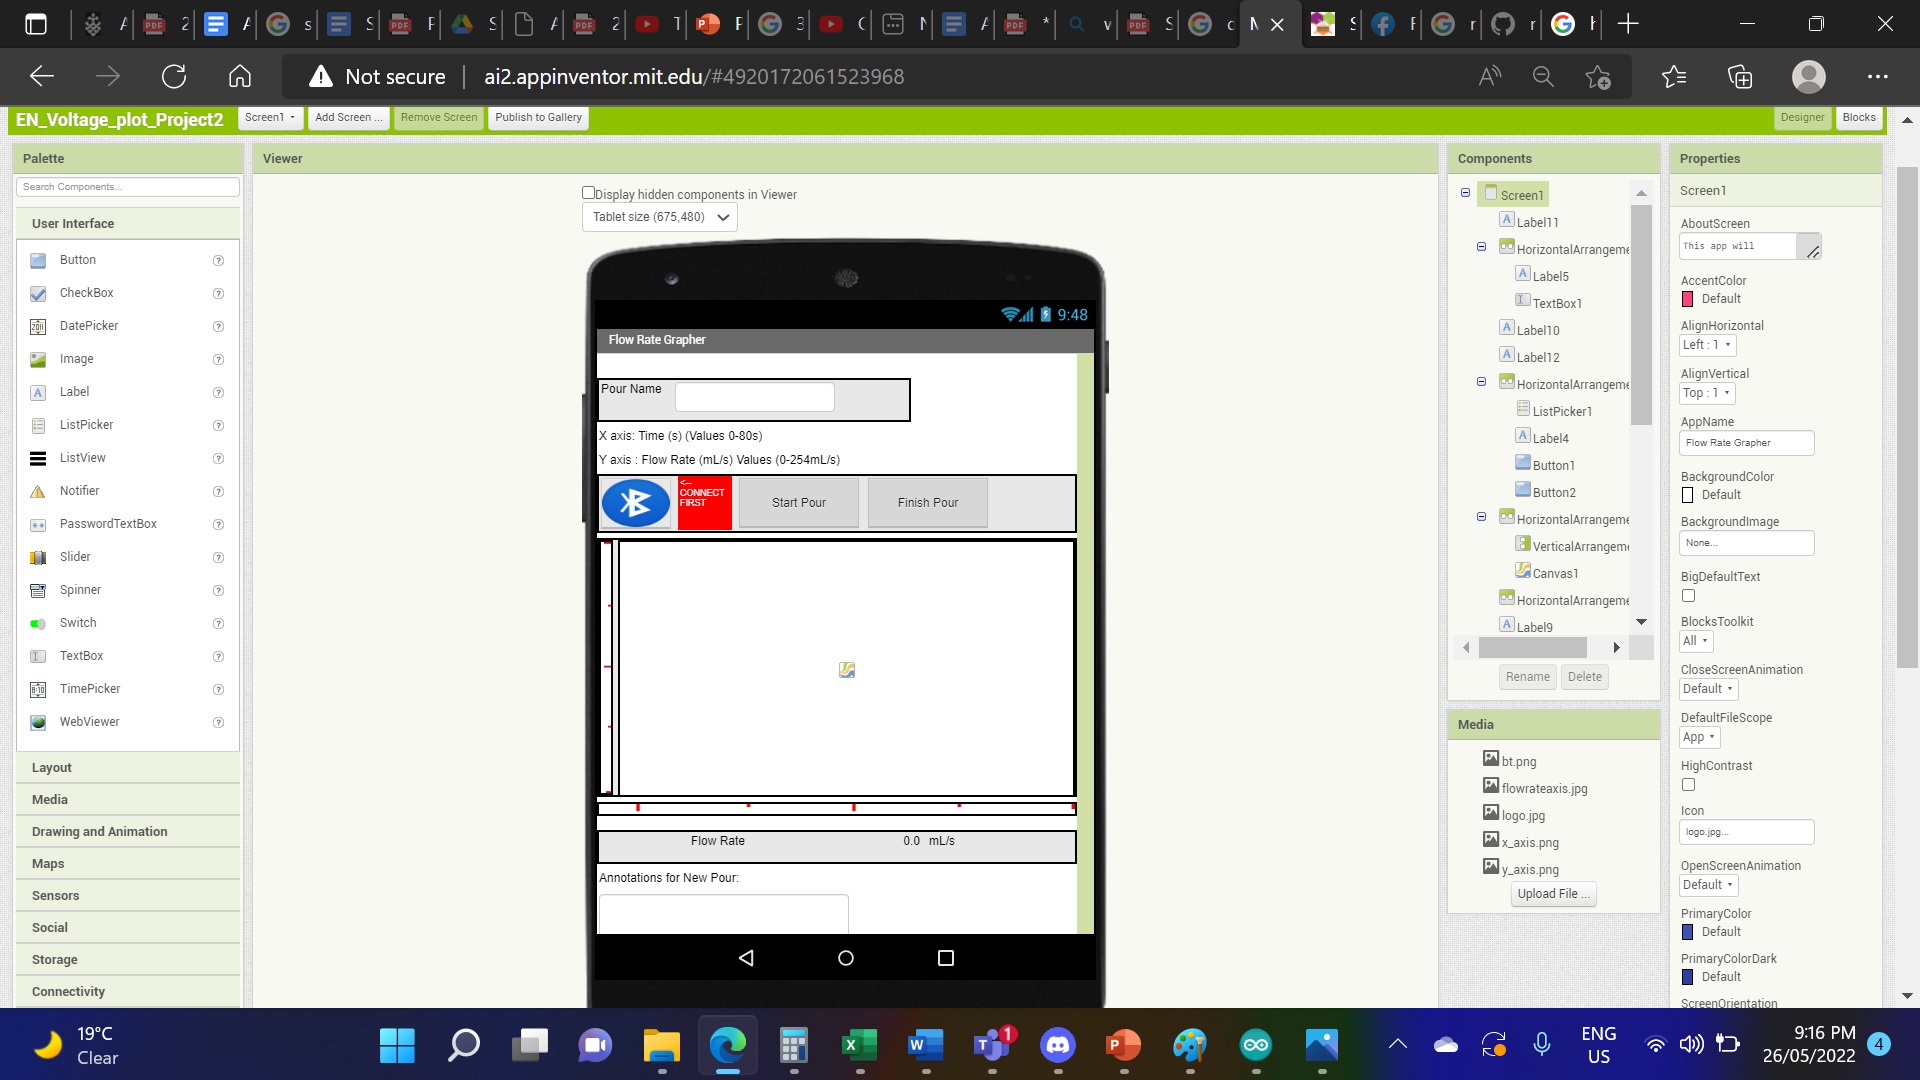 Not secure
ai2.appinventor.mit.edu/#4920172061523968
EN_Voltage_plot_Project2
Screen1
Add Screen ...
Remove Screen
Publish to Gallery
Designer
Blocks
Palette
Search Components...
User Interface
Button
CheckBox
DatePicker
Image
Label
ListPicker
ListView
Notifier
PasswordTextBox
Slider
Spinner
Switch
TextBox
TimePicker
WebViewer
Layout
Media
Drawing and Animation
Maps
Sensors
Social
Storage
Connectivity
Viewer
Display hidden components in Viewer
Tablet size (675,480)
9:48
Flow Rate Grapher
Pour Name
X axis: Time (s) (Values 0-80s)
Y axis : Flow Rate (mL/s) Values (0-254mL/s)
<--
CONNECT
FIRST
Start Pour
Finish Pour
Flow Rate
0.0 mL/s
Annotations for New Pour:
Components
Screen1
Label11
HorizontalArrangeme
Label5
TextBox1
Label10
Label12
HorizontalArrangeme
ListPicker1
Label4
Button1
Button2
HorizontalArrangeme
VerticalArrangeme
Canvas1
HorizontalArrangeme
Label9
Rename
Delete
Media
bt.png
flowrateaxis.jpg
logo.jpg
x_axis.png
y_axis.png
Upload File ...
Properties
Screen1
AboutScreen
This app will
AccentColor
Default
AlignHorizontal
Left : 1
AlignVertical
Top : 1
AppName
Flow Rate Grapher
BackgroundColor
Default
BackgroundImage
None...
BigDefaultText
BlocksToolkit
All
CloseScreenAnimation
Default
DefaultFileScope
App
HighContrast
Icon
logo.jpg...
OpenScreenAnimation
Default
PrimaryColor
Default
PrimaryColorDark
Default
ScreenOrientation
19°C
Clear
1
ENG
US
9:16 PM
26/05/2022
4